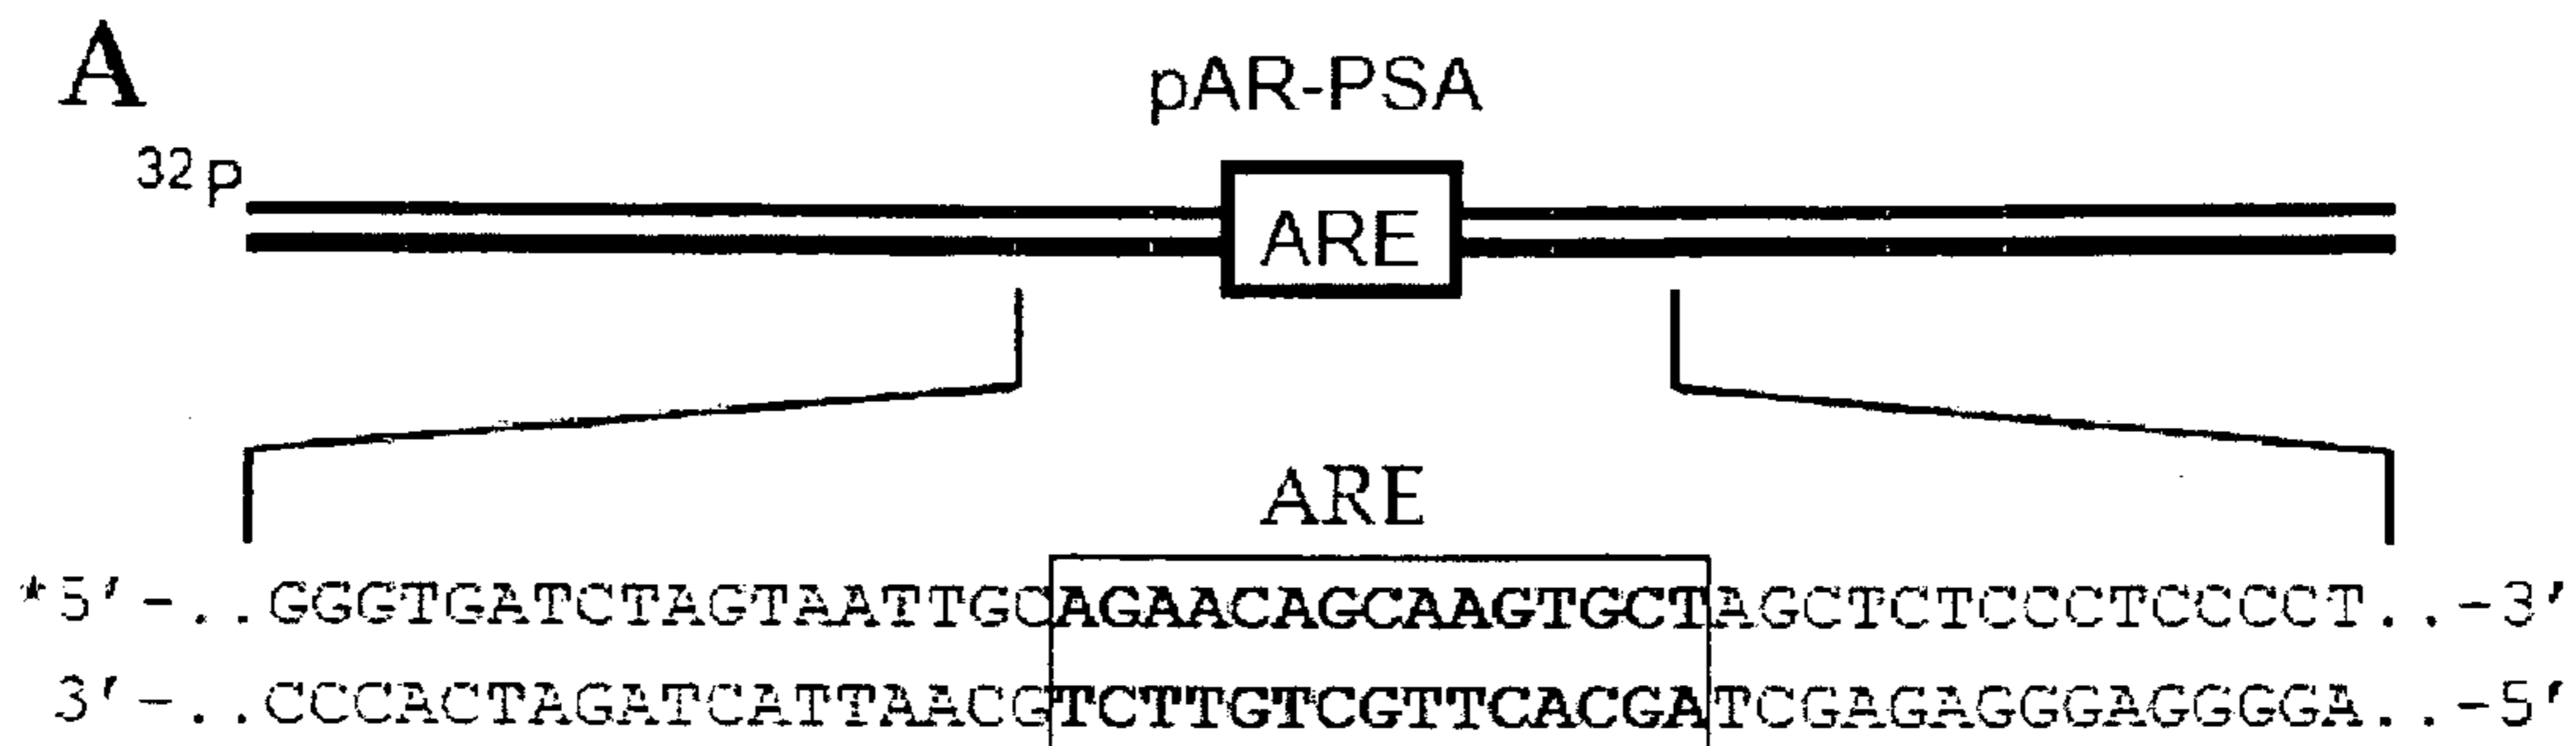 A
pAR-PSA
32P
ARE
ARE
*5'-..GGGTGATCTAGTAATTGCAGAACAGCAAGTGCTAGCTCTCCCTCCCCT..-3'
3'-..CCCACTAGATCATTAACGTCTTGTCGTTCACGATCGAGAGGGAGGGGA..-5'